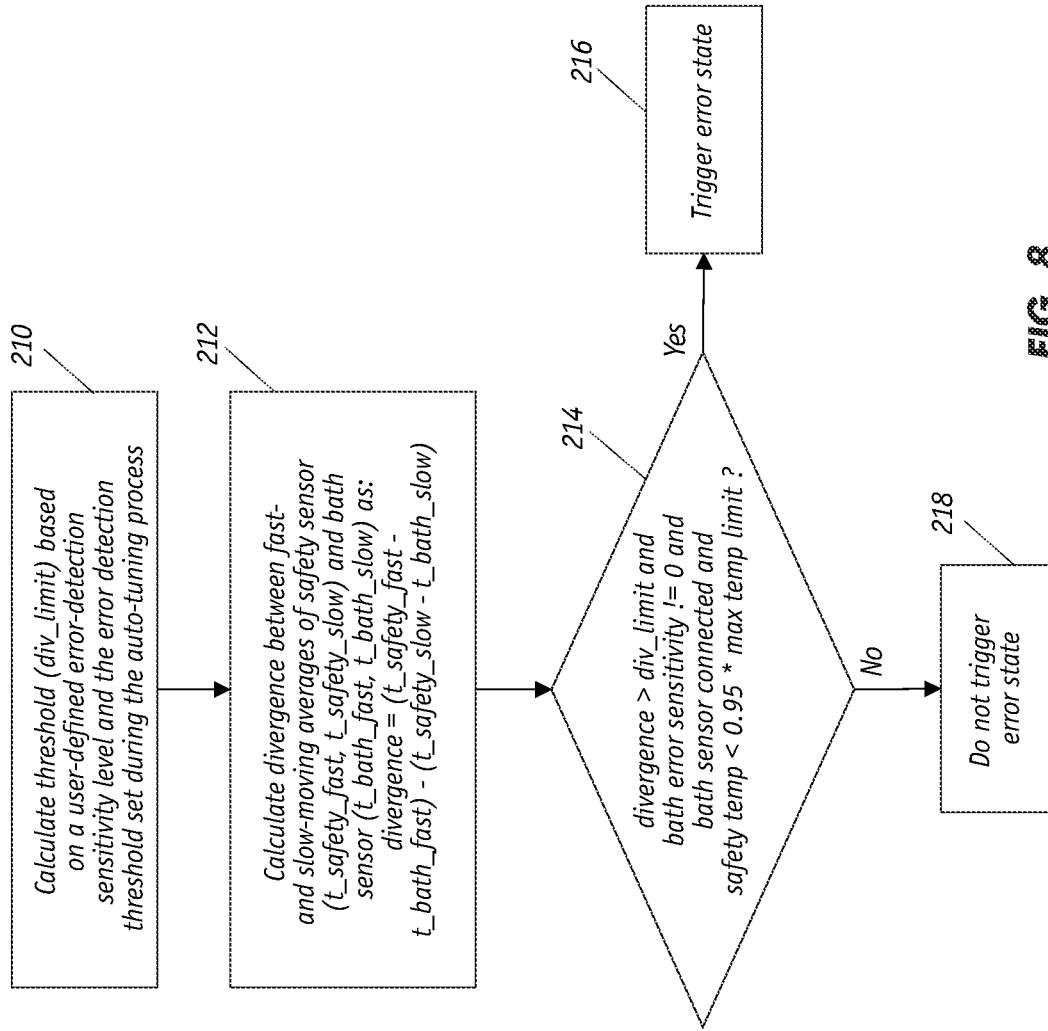 210
Calculate threshold (div_limit) based
on a user-defined error-detection
sensitivity level and the error detection
threshold set during the auto-tuning process
212
Calculate divergence between fast-
and slow-moving averages of safety sensor
(t_safety_fast, t_safety_slow) and bath
sensor (t_bath_fast, t_bath_slow) as:
divergence = (t_safety_fast -
t_bath_fast) - (t_safety_slow - t_bath_slow)
214
divergence > div_limit and
bath error sensitivity != 0 and
bath sensor connected and
safety temp < 0.95 * max temp limit ?
Yes
216
Trigger error state
No
218
Do not trigger
error state
FIG. 8